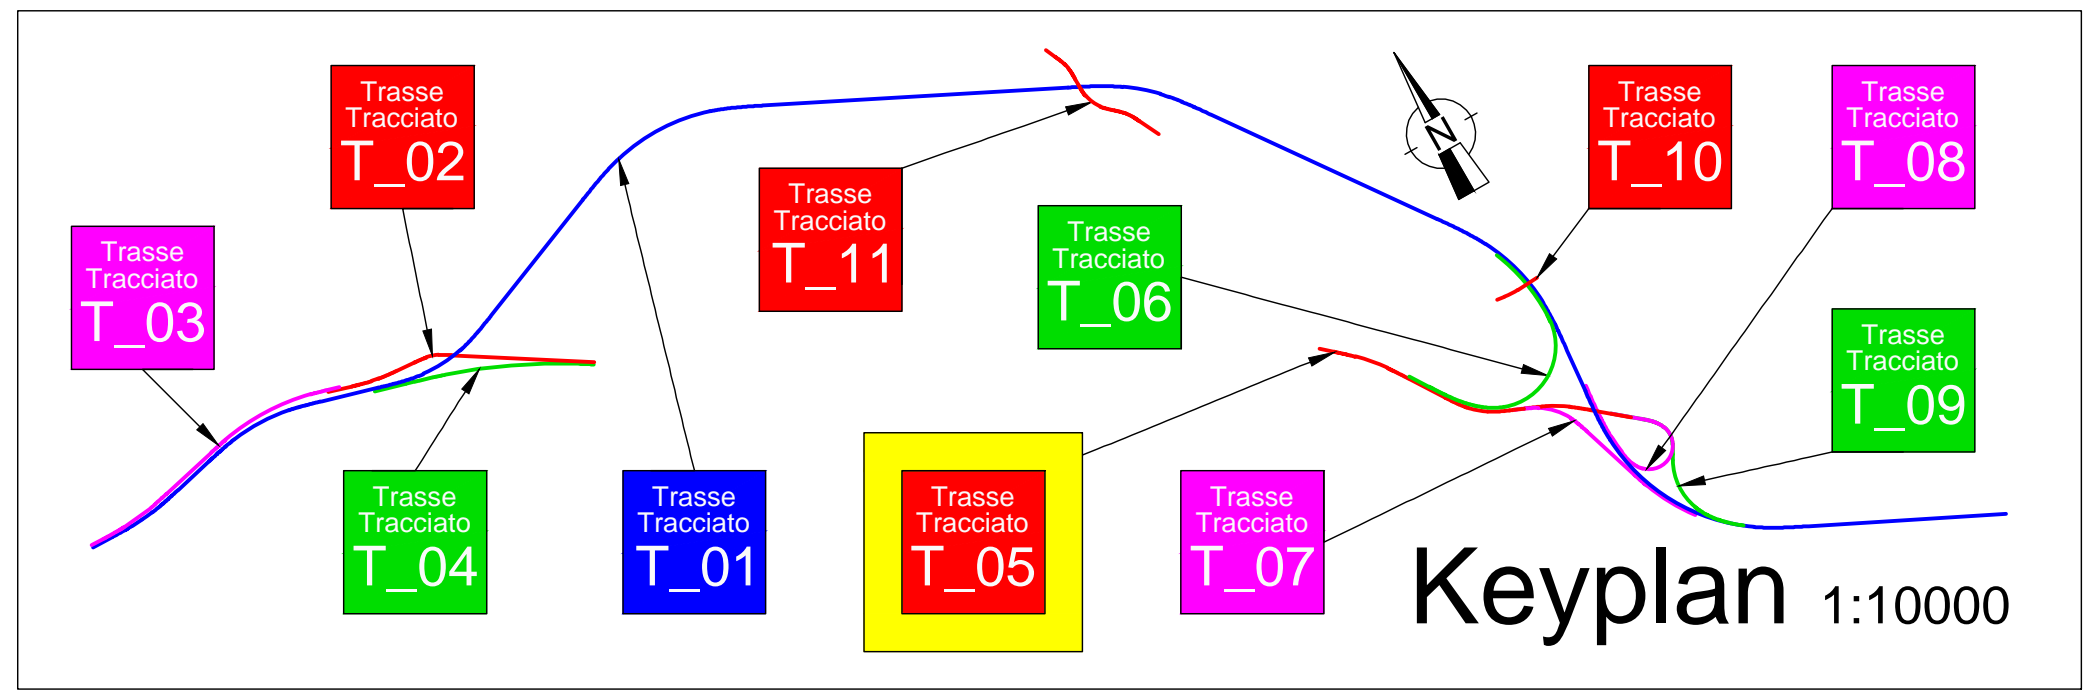 Trasse
Tracciato
T_02
Trasse
Tracciato
T_10
Trasse
Tracciato
T_08
Trasse
Tracciato
T_11
N
Trasse
Tracciato
T_03
Trasse
Tracciato
T_06
Trasse
Tracciato
T_09
Trasse
Tracciato
T_04
Trasse
Tracciato
T_01
Trasse
Tracciato
T_05
Trasse
Tracciato
T_07
Keyplan 1:10000